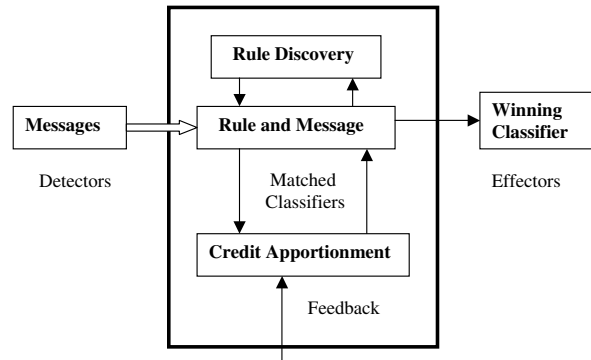 Rule Discovery
Messages
Rule and Message
Winning
Classifier
Detectors
Matched
Classifiers
Effectors
Credit Apportionment
Feedback